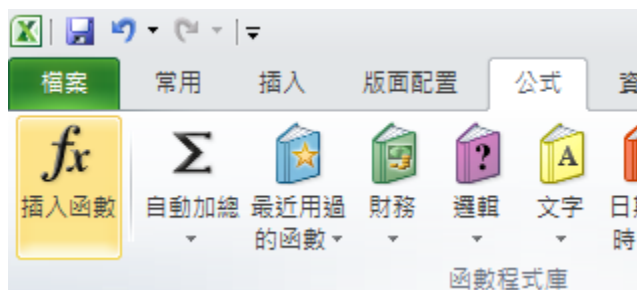 檔案 常用 插入 版面配置 公式
fx Σ ? A
插入函數 自動加總 最近用過 財務 邏輯 文字
的函數 時
函數程式庫